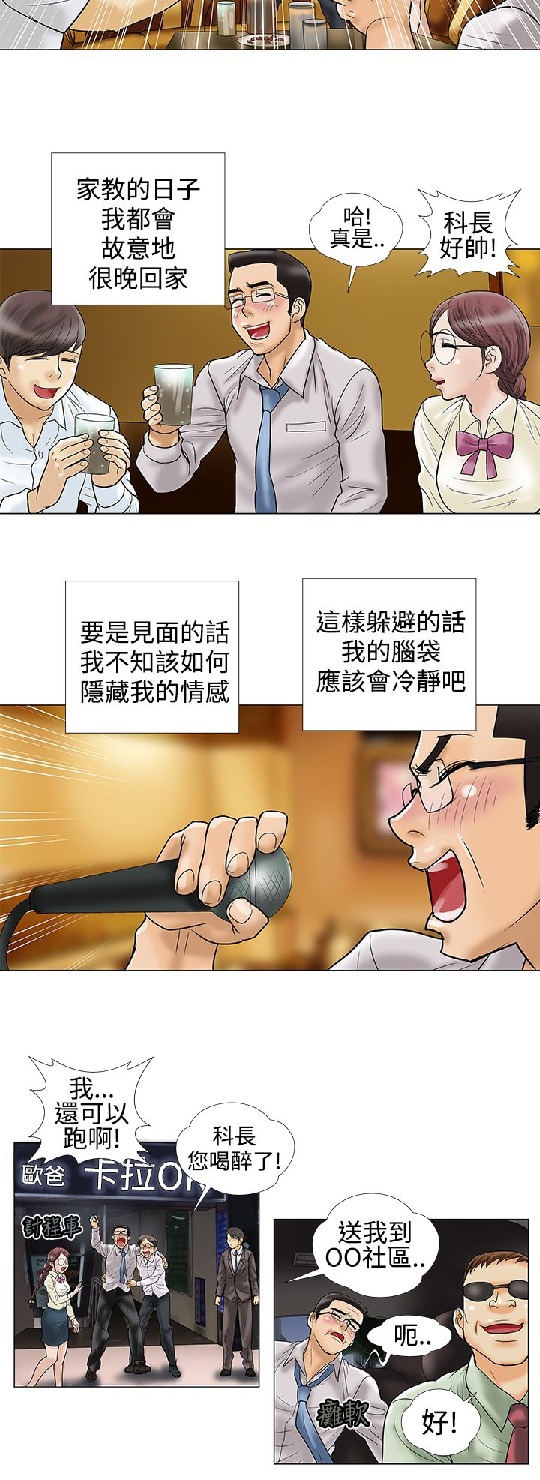 家教的日子
我都會
故意地
很晚回家
哈!
真是..
科長
好帥!
要是見面的話
我不知該如何
隱藏我的情感
這樣躲避的話
我的腦袋
應該會冷靜吧
我...
還可以
跑啊!
科長
您喝醉了!
歐爸 卡拉OK
計程車
送我到
OO社區..
呃..
癱軟
好!